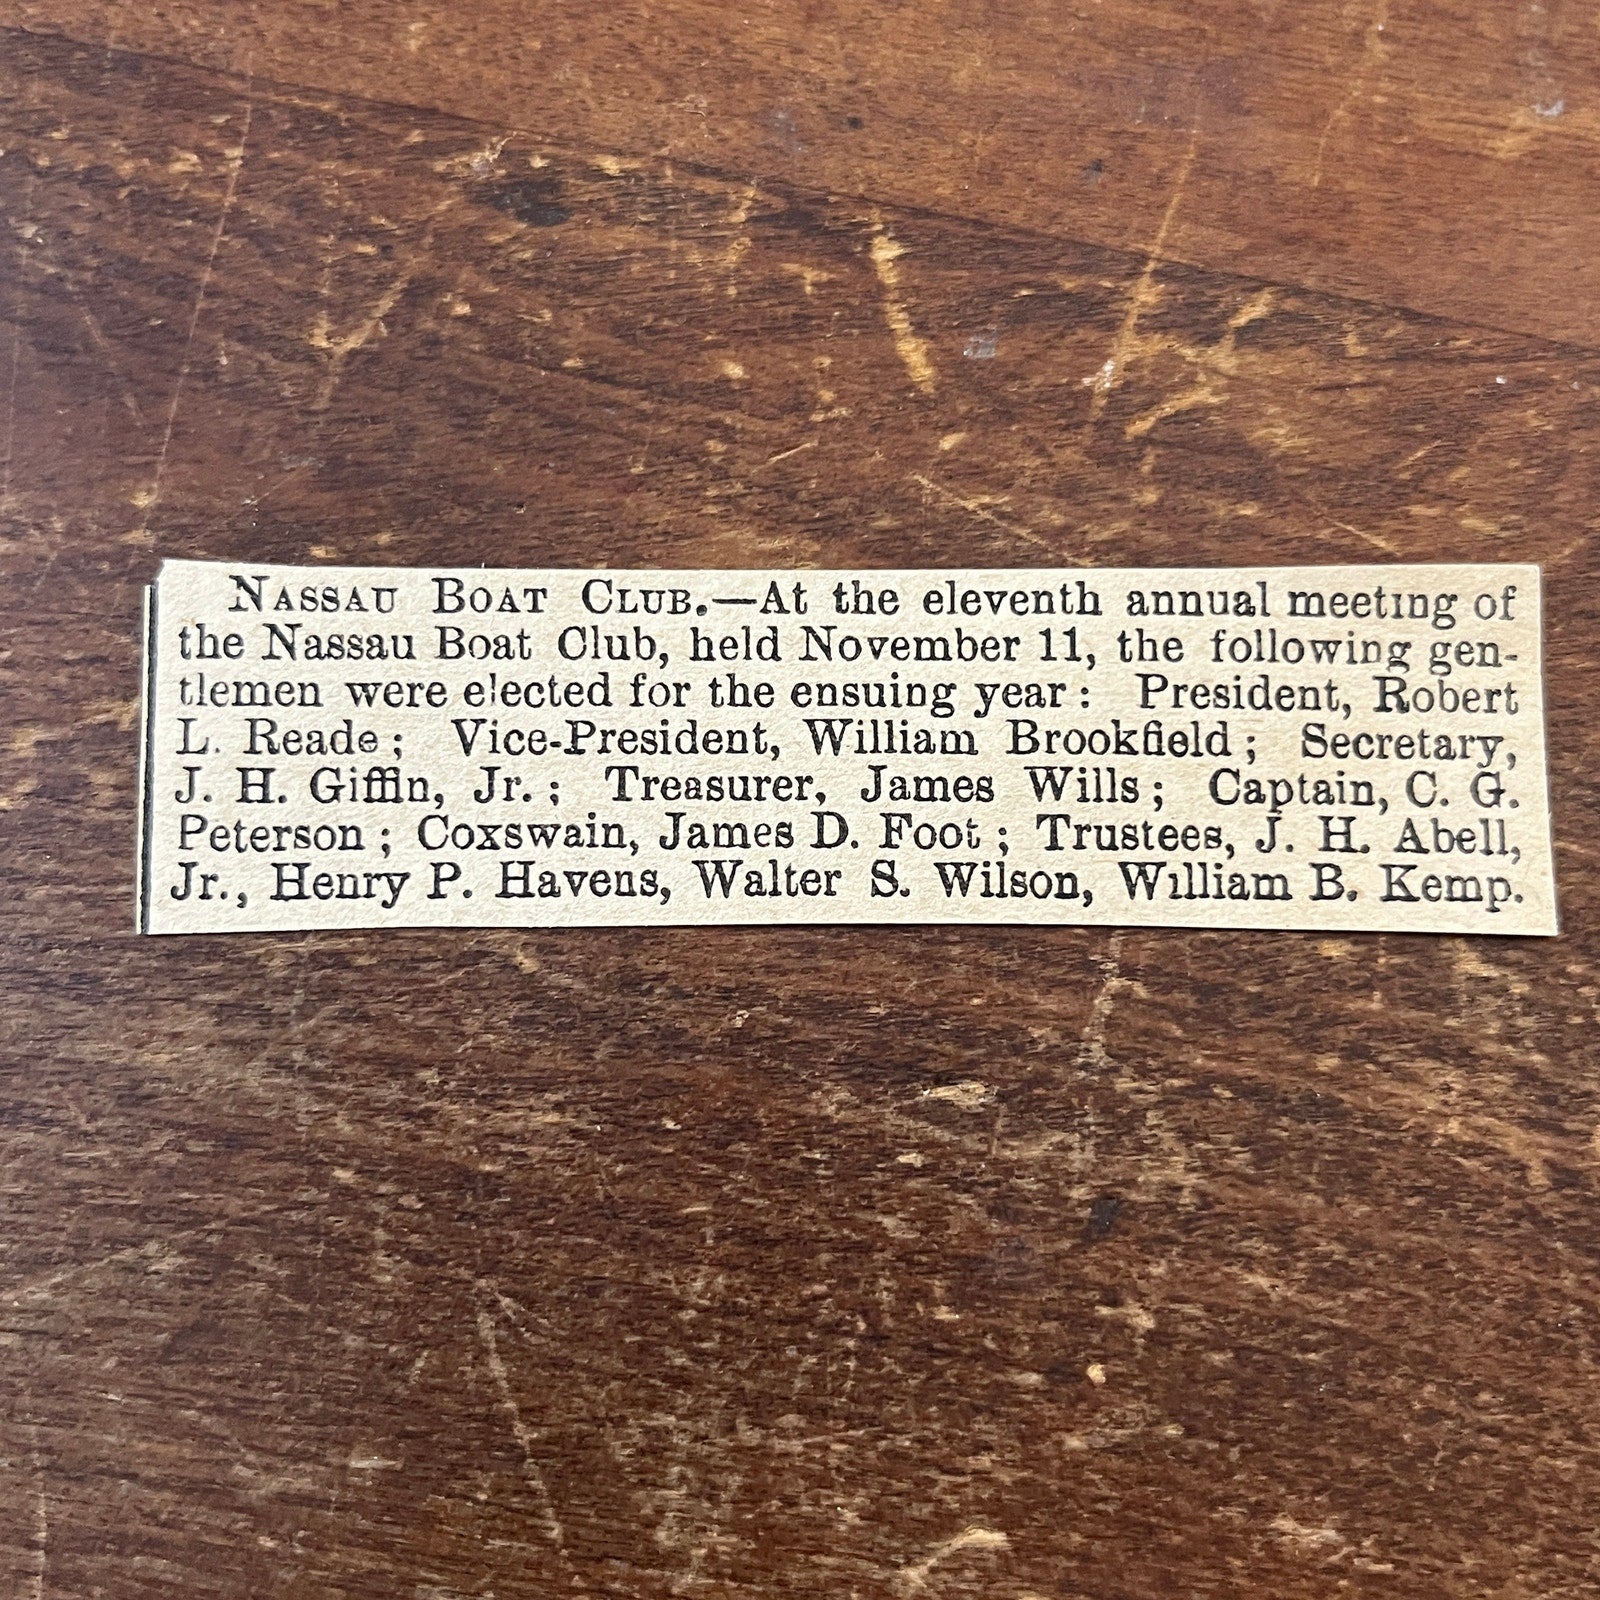 NASSAU BOAT CLUB.—At the eleventh annual meeting of
the Nassau Boat Club, held November 11, the following gen-
tlemen were elected for the ensuing year: President, Robert
L. Reade; Vice-President, William Brookfield; Secretary,
J. H. Giffin, Jr.; Treasurer, James Wills; Captain, C. G.
Peterson; Coxswain, James D. Foot; Trustees, J. H. Abell,
Jr., Henry P. Havens, Walter S. Wilson, William B. Kemp.